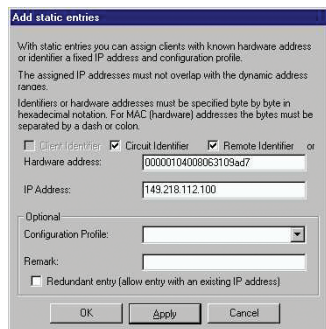 Add static entries
With static entries you can assign clients with known hardware address
or identifier a fixed IP address and configuration profile.
The assigned IP addresses must not overlap with the dynamic address
ranges.
Identifiers or hardware addresses must be specified byte by byte in
hexadecimal notation. For MAC (hardware) addresses the bytes must be
separated by a dash or colon.
Client Identifier Circuit Identifier Remote Identifier or
Hardware address: 00000104008063109ad7
IP Address: 149.218.112.100
Optional
Configuration Profile:
Remark:
Redundant entry (allow entry with an existing IP address)
OK Apply Cancel